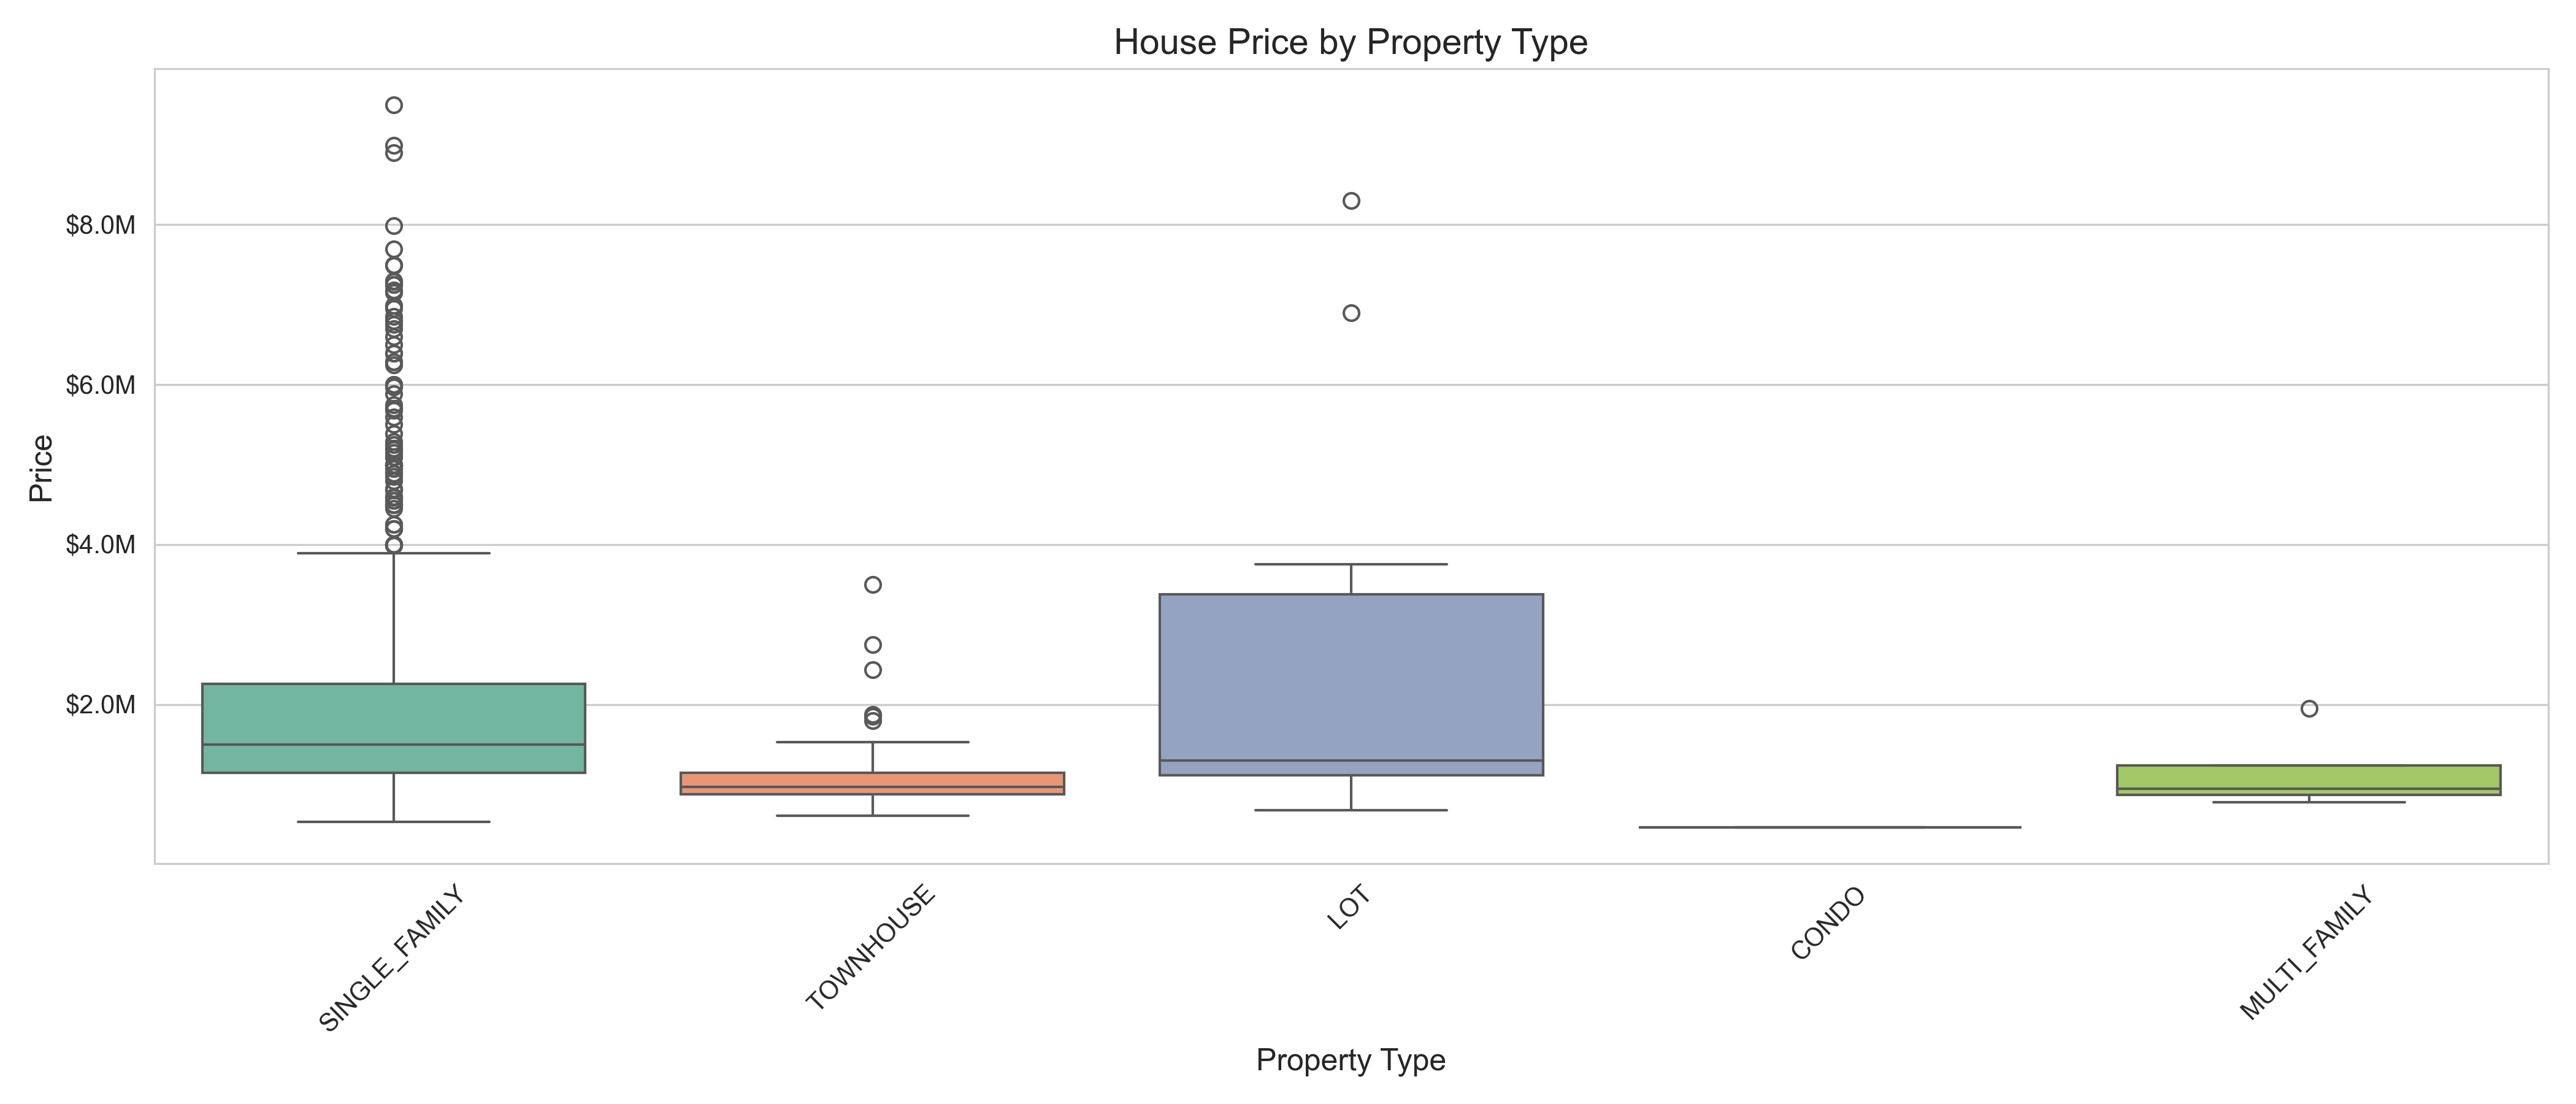 House Price by Property Type
Price
$8.0M
$6.0M
$4.0M
$2.0M
SINGLE_FAMILY
TOWNHOUSE
LOT
CONDO
MULTI_FAMILY
Property Type